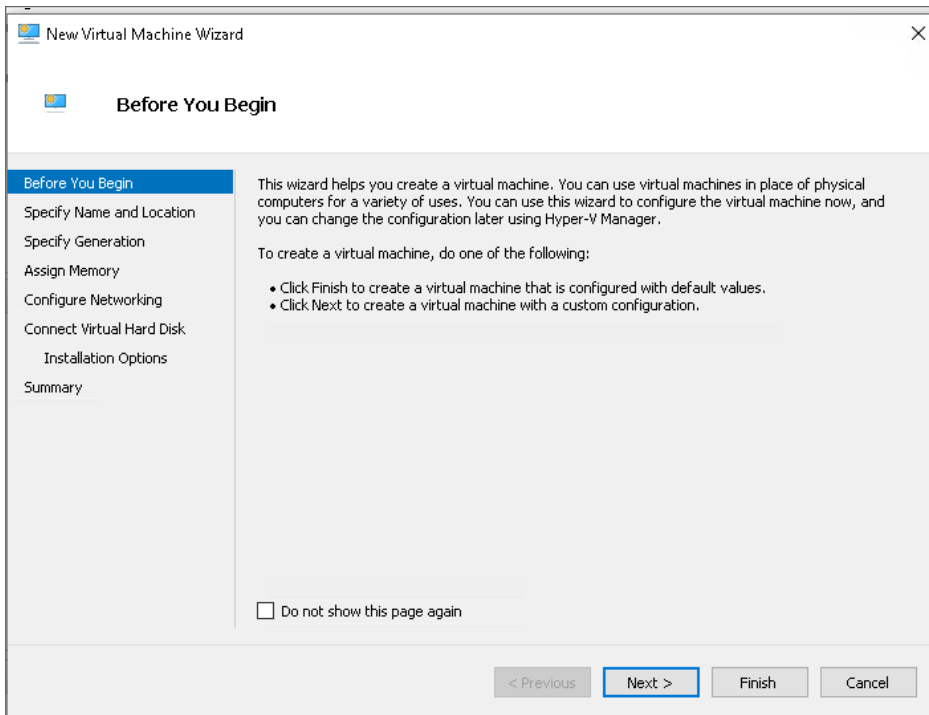 New Virtual Machine Wizard
Before You Begin
Before You Begin
Specify Name and Location
Specify Generation
Assign Memory
Configure Networking
Connect Virtual Hard Disk
Installation Options
Summary
This wizard helps you create a virtual machine. You can use virtual machines in place of physical
computers for a variety of uses. You can use this wizard to configure the virtual machine now, and
you can change the configuration later using Hyper-V Manager.
To create a virtual machine, do one of the following:
• Click Finish to create a virtual machine that is configured with default values.
• Click Next to create a virtual machine with a custom configuration.
Do not show this page again
< Previous
Next >
Finish
Cancel